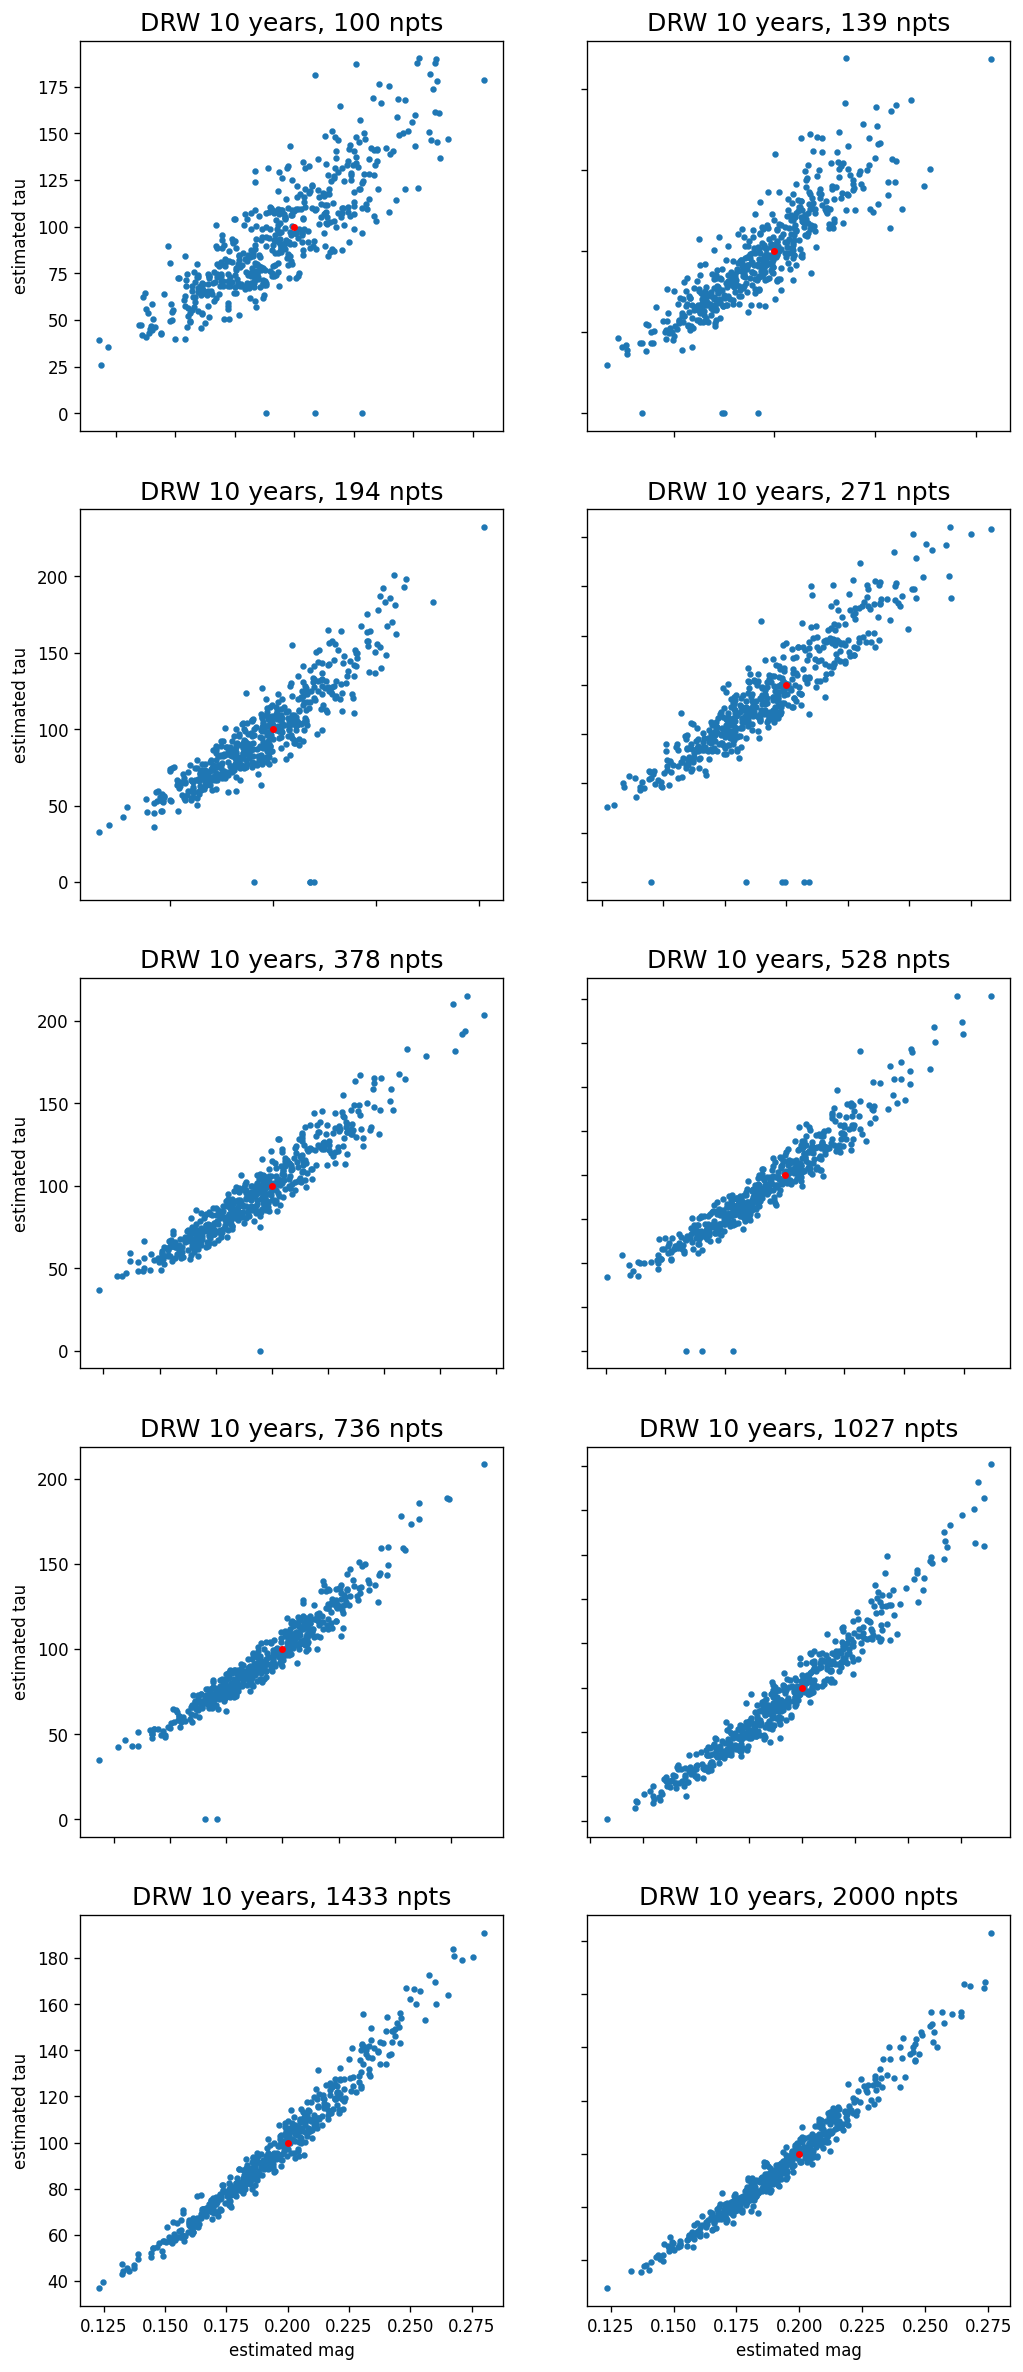 DRW 10 years, 100 npts
DRW 10 years, 139 npts
175
150
125
100
75
50
25
0
estimated tau
DRW 10 years, 194 npts
DRW 10 years, 271 npts
200
150
100
50
0
estimated tau
DRW 10 years, 378 npts
DRW 10 years, 528 npts
200
150
100
50
0
estimated tau
DRW 10 years, 736 npts
DRW 10 years, 1027 npts
200
150
100
50
0
estimated tau
DRW 10 years, 1433 npts
DRW 10 years, 2000 npts
180
160
140
120
100
80
60
40
estimated tau
0.125 0.150 0.175 0.200 0.225 0.250 0.275
estimated mag
0.125 0.150 0.175 0.200 0.225 0.250 0.275
estimated mag